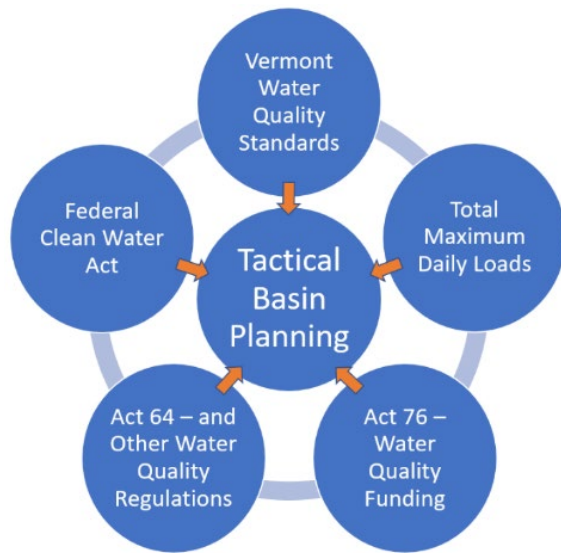 Vermont
Water
Quality
Standards
Federal
Clean Water
Act
Total
Maximum
Daily Loads
Tactical
Basin
Planning
Act 64 – and
Other Water
Quality
Regulations
Act 76 –
Water
Quality
Funding